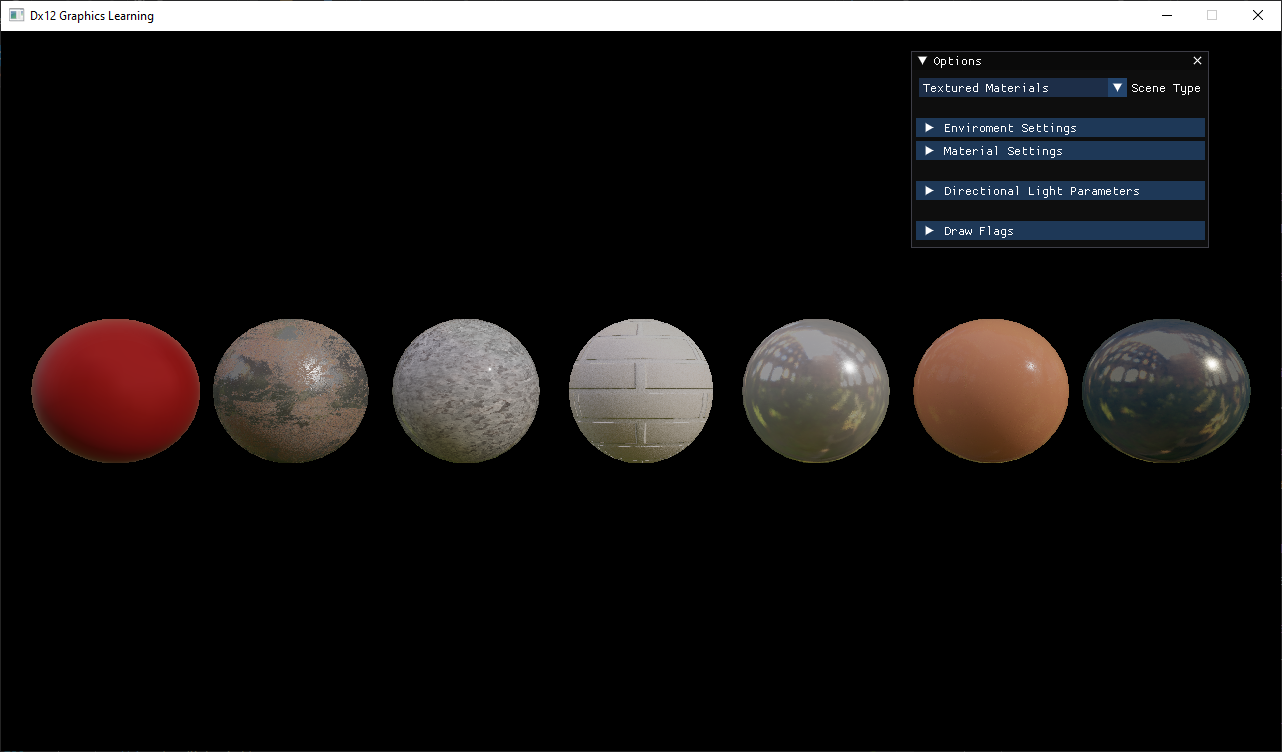 Dx12 Graphics Learning
Options
Textured Materials Scene Type
Enviroment Settings
Material Settings
Directional Light Parameters
Draw Flags